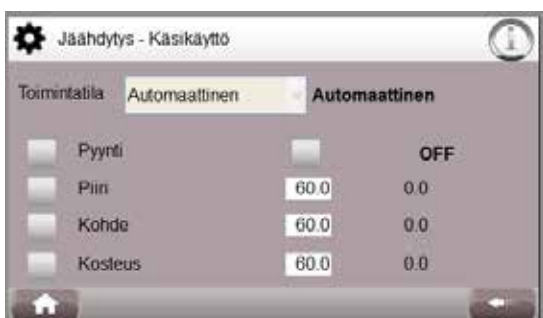 Jäähdytys - Käsikäyttö
Toimintatila Automaattinen Automaattinen
Pyynti OFF
Piiri 60.0 0.0
Kohde 60.0 0.0
Kosteus 60.0 0.0